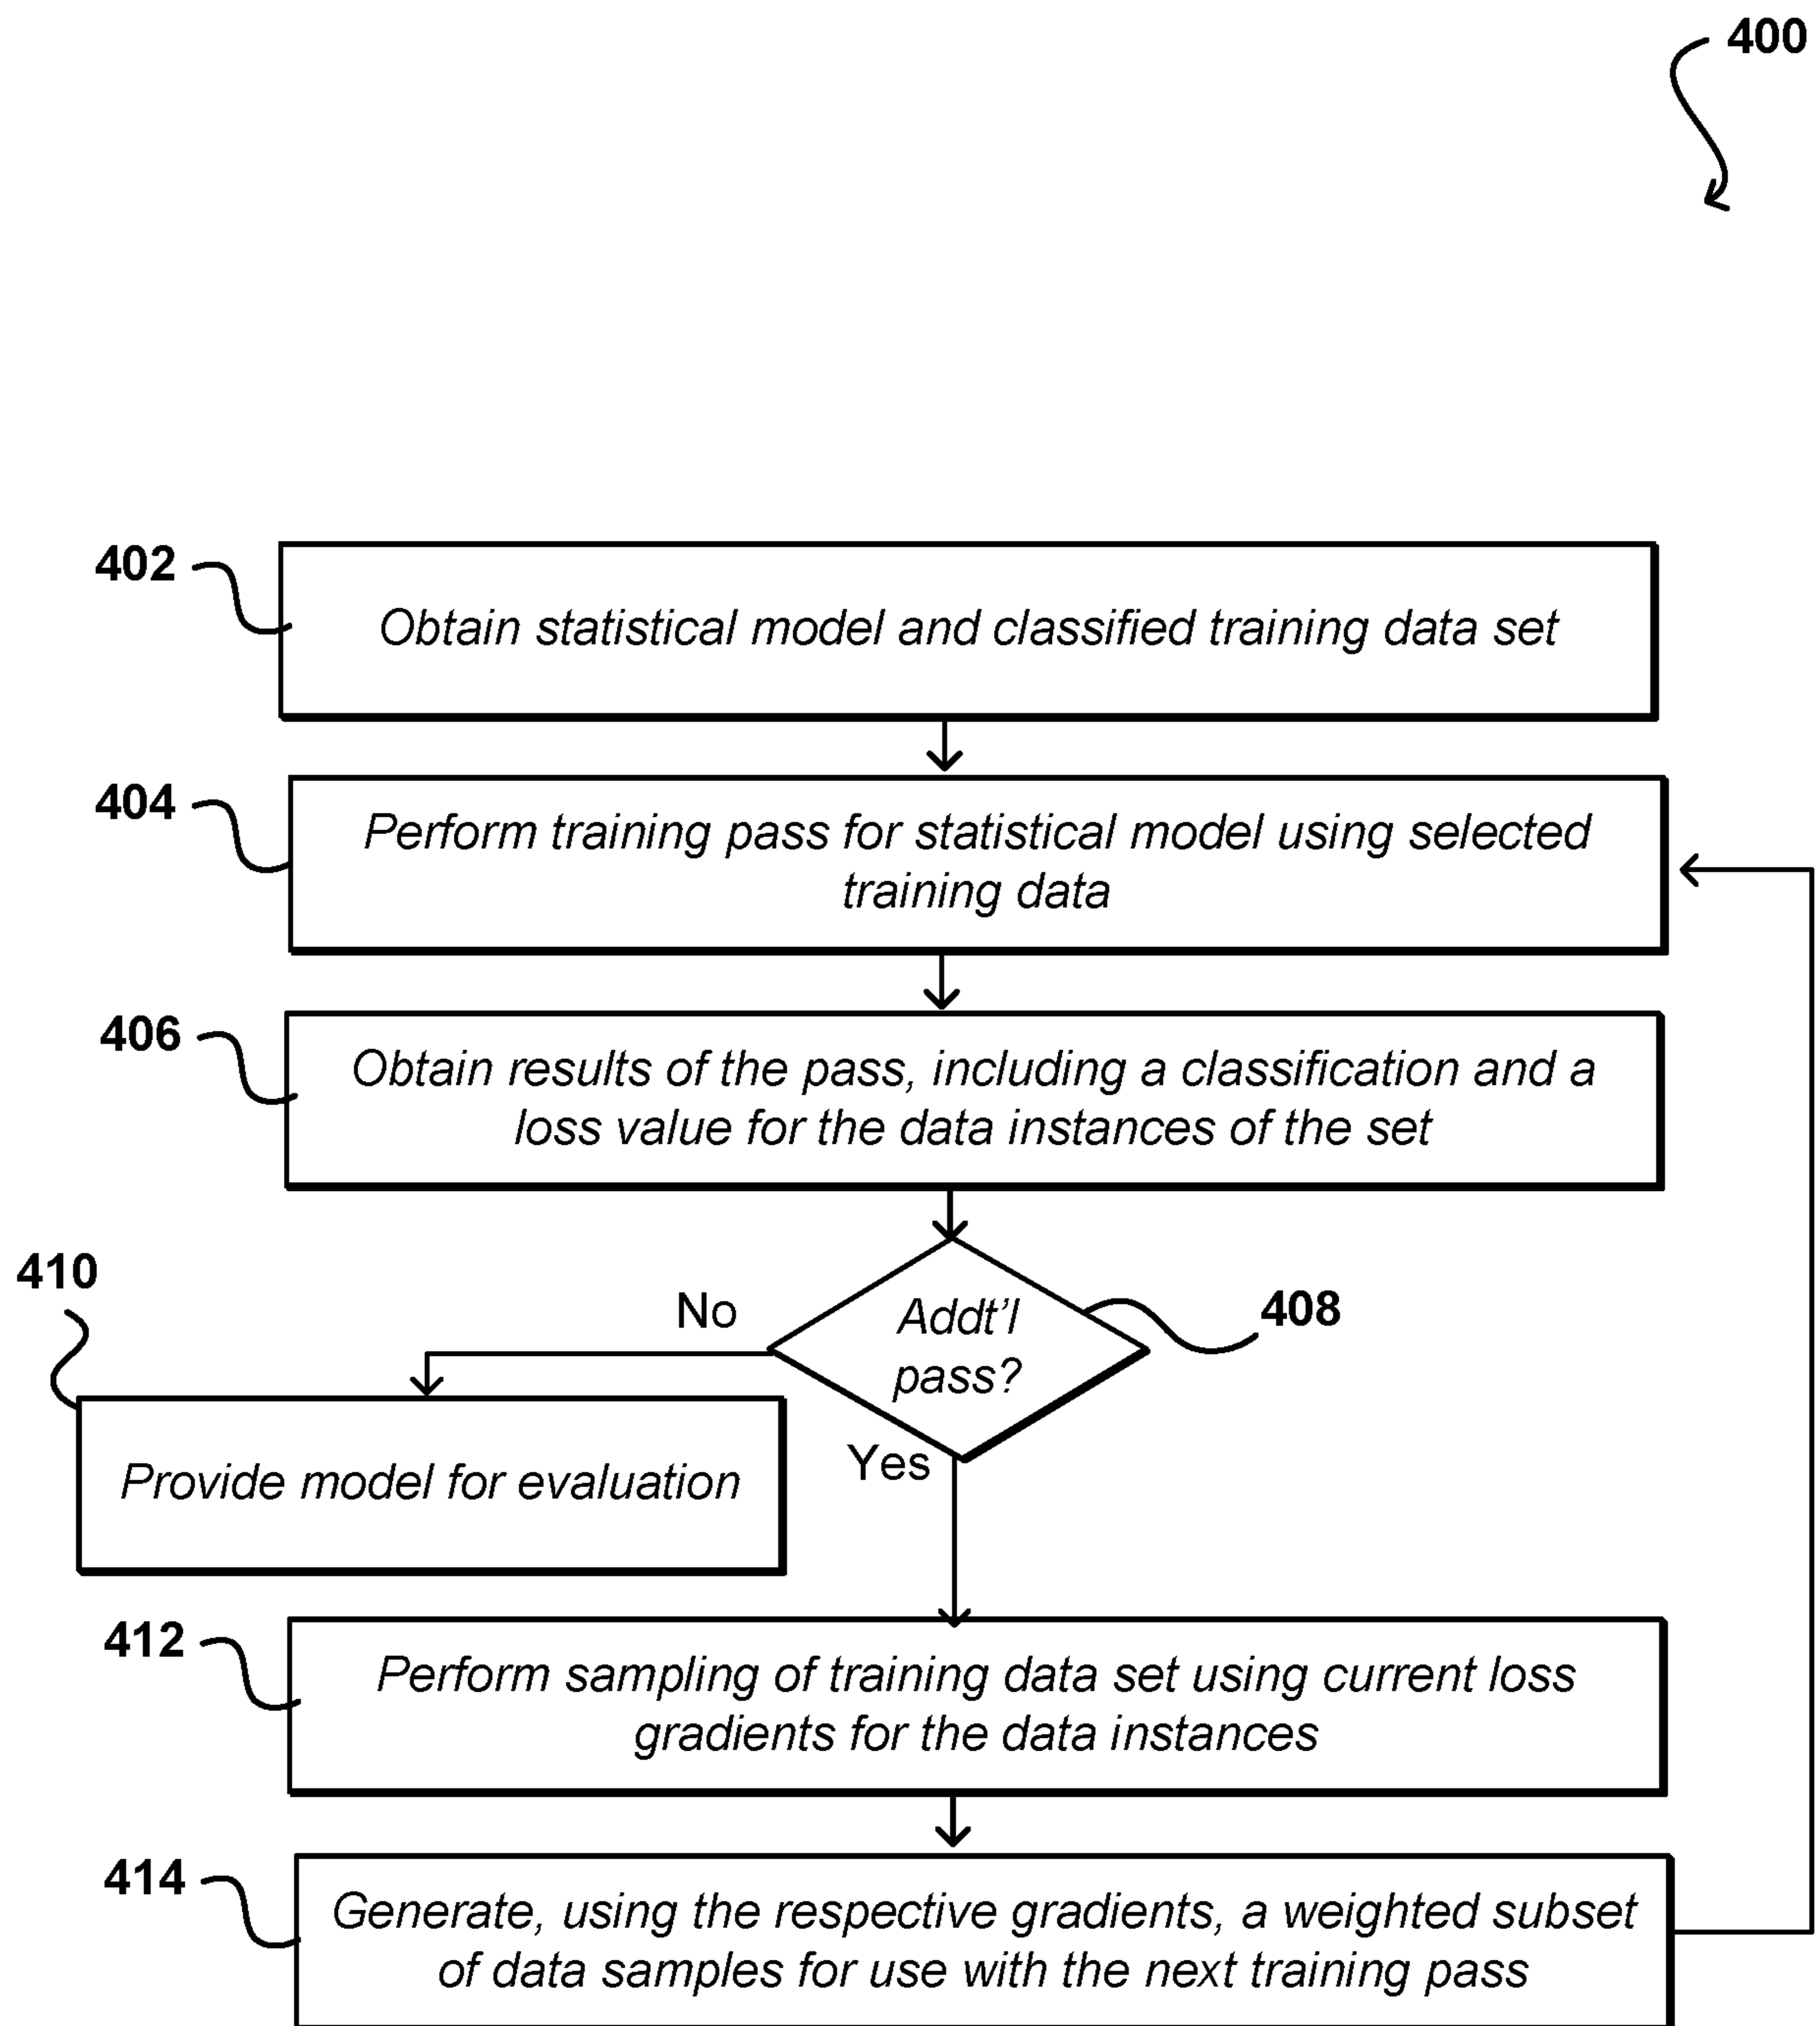 400
402
Obtain statistical model and classified training data set
404
Perform training pass for statistical model using selected
training data
406
Obtain results of the pass, including a classification and a
loss value for the data instances of the set
410
No
Addt'l
pass?
408
Provide model for evaluation
Yes
412
Perform sampling of training data set using current loss
gradients for the data instances
414
Generate, using the respective gradients, a weighted subset
of data samples for use with the next training pass